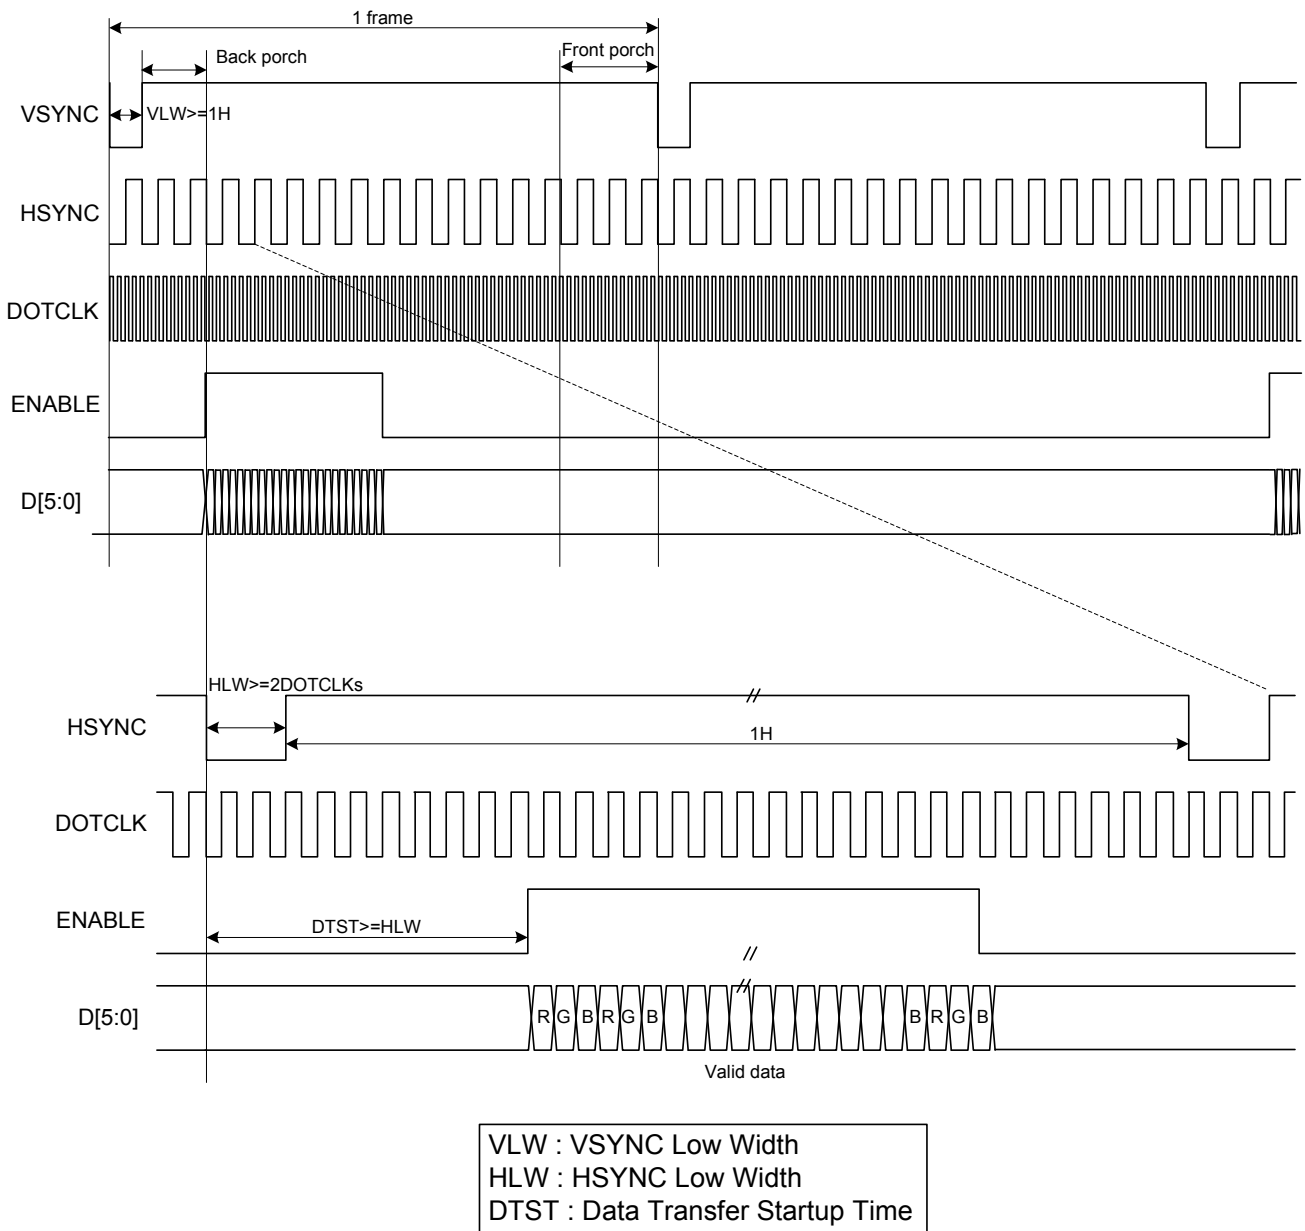 1 frame
Back porch
Front porch
VSYNC
VLW>=1H
HSYNC
DOTCLK
ENABLE
D[5:0]
HLW>=2DOTCLKs
HSYNC
1H
DOTCLK
ENABLE
DTST>=HLW
D[5:0]
R G B R G B B R G B
Valid data
VLW : VSYNC Low Width
HLW : HSYNC Low Width
DTST : Data Transfer Startup Time